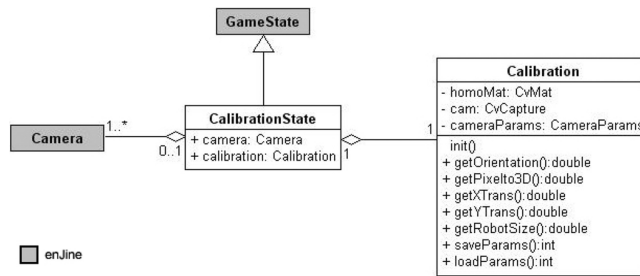 GameState
CalibrationState
+ camera: Camera
+ calibration: Calibration
Camera
1..*
0..1
1
1
Calibration
- homoMat: CvMat
- cam: CvCapture
- cameraParams: CameraParams
init()
+ getOrientation():double
+ getPixelto3D():double
+ getXTrans():double
+ getYTrans():double
+ getRobotSize():double
+ saveParams():int
+ loadParams():int
enJine